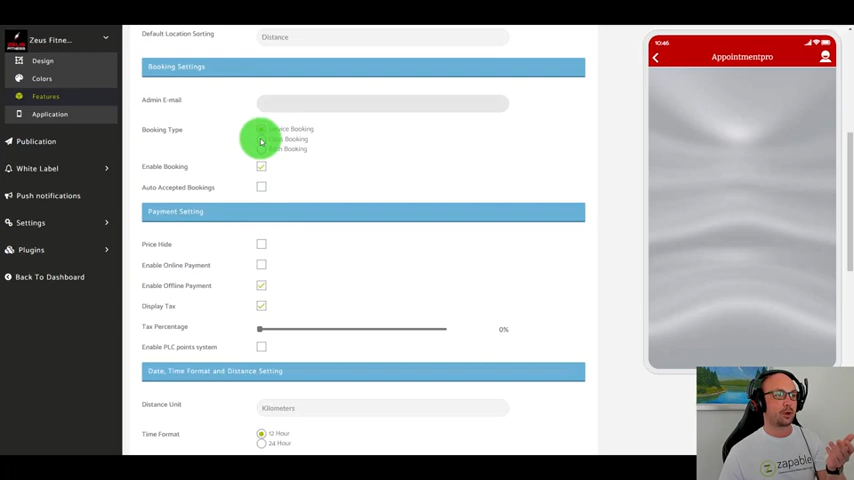 Default Location Sorting
Distance
Zeus Fitne...
Design
Colors
Features
Application
Publication
White Label
Push notifications
Settings
Plugins
Back To Dashboard
Booking Settings
Admin E-mail
Booking Type
Service Booking
Booking
Booking
Enable Booking
Auto Accepted Bookings
Payment Setting
Price Hide
Enable Online Payment
Enable Offline Payment
Display Tax
Tax Percentage
0%
Enable PLC points system
Date, Time Format and Distance Setting
Distance Unit
Kilometers
Time Format
12 Hour
24 Hour
10:46
Appointmentpro
zapable